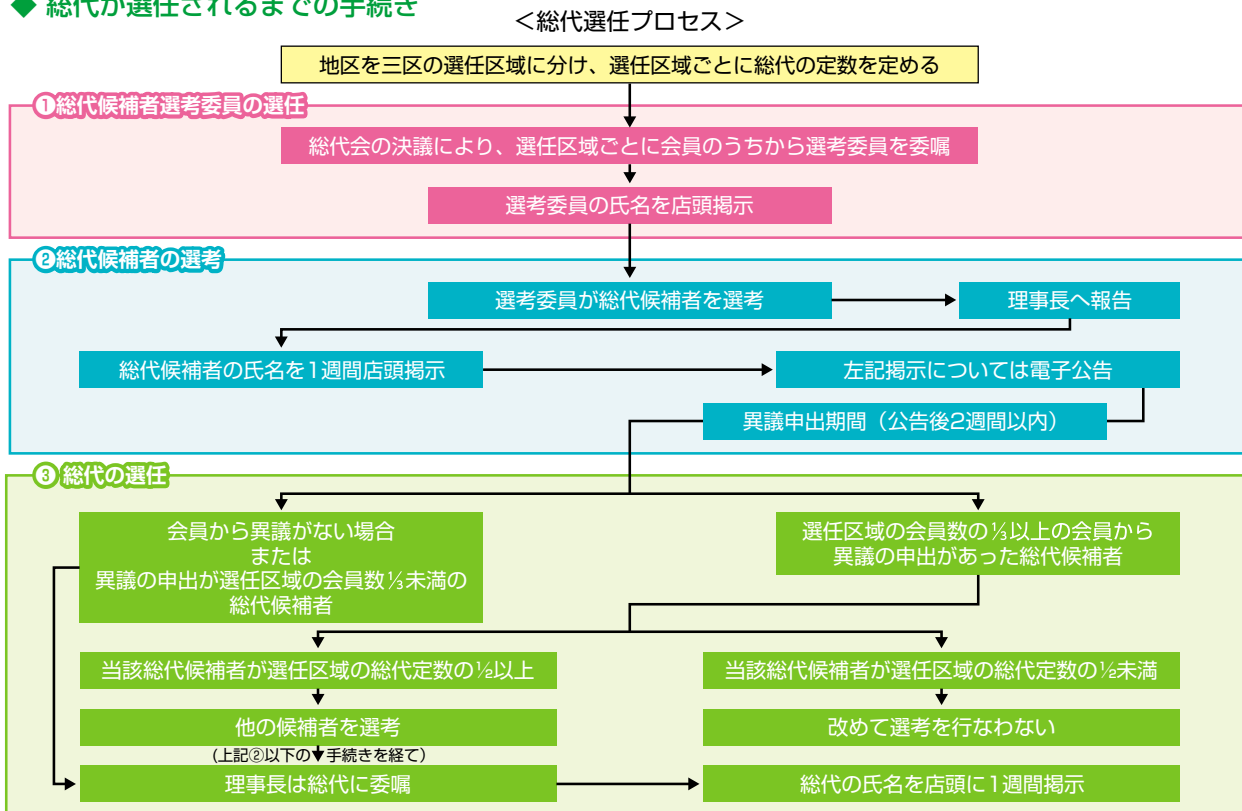 ◆ 総代が選任されるまでの手続き
＜総代選任プロセス＞
地区を三区の選任区域に分け、選任区域ごとに総代の定数を定める
①総代候補者選考委員の選任
総代会の決議により、選任区域ごとに会員のうちから選考委員を委嘱
選考委員の氏名を店頭掲示
②総代候補者の選考
選考委員が総代候補者を選考
理事長へ報告
総代候補者の氏名を1週間店頭掲示
左記掲示については電子公告
異議申出期間（公告後2週間以内）
③総代の選任
会員から異議がない場合
または
異議の申出が選任区域の会員数⅓未満の
総代候補者
選任区域の会員数の⅓以上の会員から
異議の申出があった総代候補者
当該総代候補者が選任区域の総代定数の½以上
当該総代候補者が選任区域の総代定数の½未満
他の候補者を選考
改めて選考を行なわない
(上記②以下の手続きを経て)
理事長は総代に委嘱
総代の氏名を店頭に1週間掲示